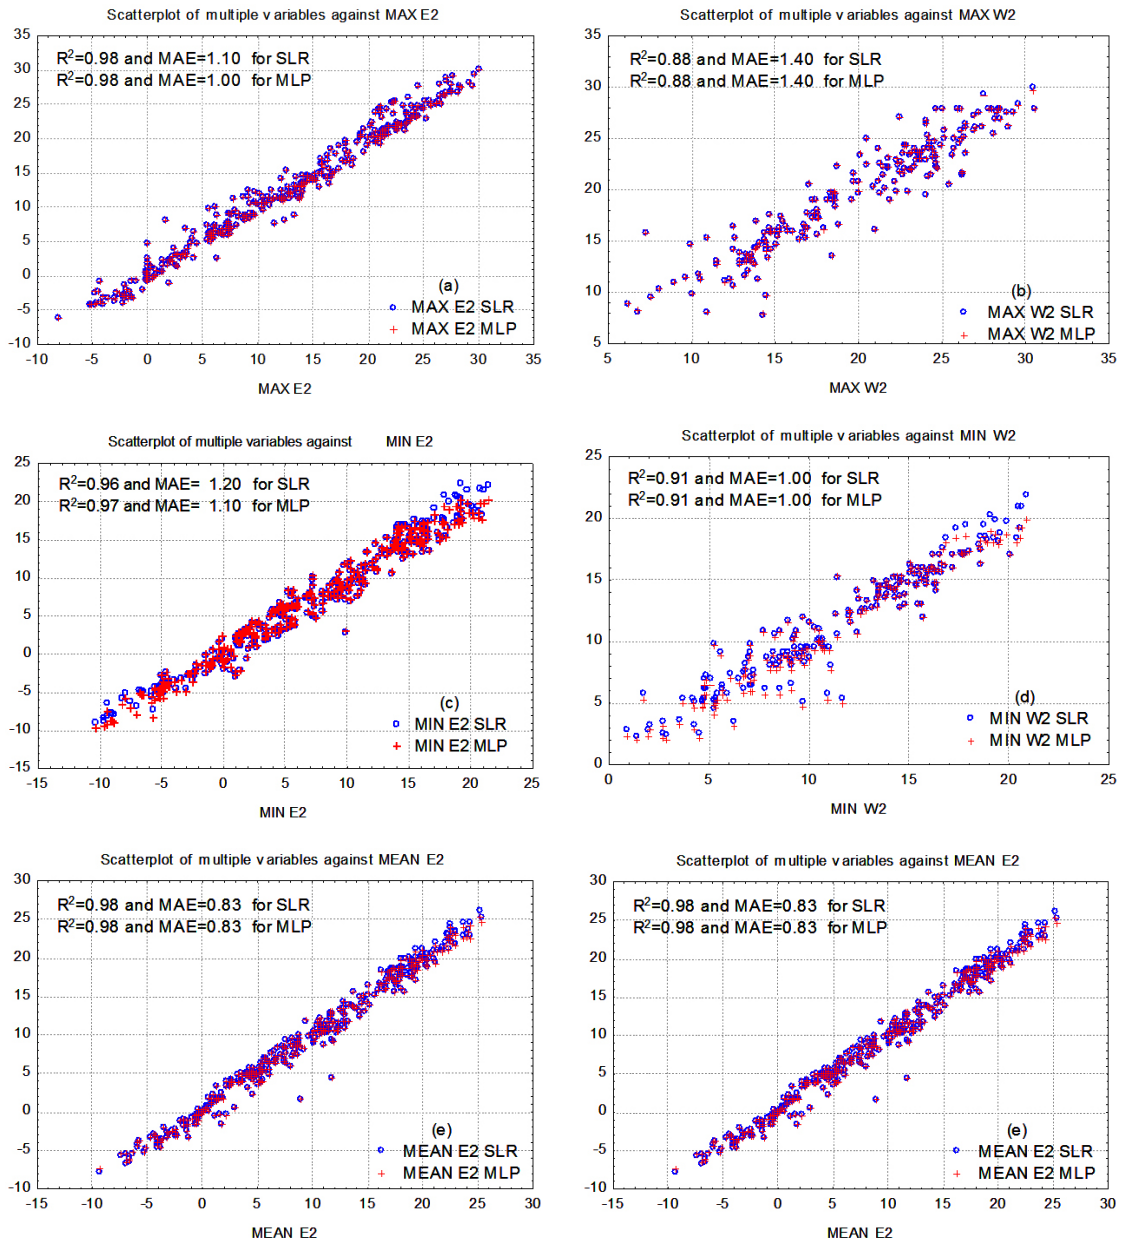 Scatterplot of multiple variables against MAX E2
35
30
25
20
15
10
5
0
-5
-10
R²=0.98 and MAE=1.10 for SLR
R²=0.98 and MAE=1.00 for MLP
(a)
MAX E2 SLR
MAX E2 MLP
-10 -5 0 5 10 15 20 25 30 35
MAX E2
Scatterplot of multiple variables against MAX W2
35
30
25
20
15
10
5
R²=0.88 and MAE=1.40 for SLR
R²=0.88 and MAE=1.40 for MLP
(b)
MAX W2 SLR
MAX W2 MLP
5 10 15 20 25 30 35
MAX W2
Scatterplot of multiple variables against MIN E2
25
20
15
10
5
0
-5
-10
-15
R²=0.96 and MAE= 1.20 for SLR
R²=0.97 and MAE= 1.10 for MLP
(c)
MIN E2 SLR
MIN E2 MLP
-15 -10 -5 0 5 10 15 20 25
MIN E2
Scatterplot of multiple variables against MIN W2
25
20
15
10
5
0
R²=0.91 and MAE=1.00 for SLR
R²=0.91 and MAE=1.00 for MLP
(d)
MIN W2 SLR
MIN W2 MLP
0 5 10 15 20 25
MIN W2
Scatterplot of multiple variables against MEAN E2
30
25
20
15
10
5
0
-5
-10
R²=0.98 and MAE=0.83 for SLR
R²=0.98 and MAE=0.83 for MLP
(e)
MEAN E2 SLR
MEAN E2 MLP
-15 -10 -5 0 5 10 15 20 25 30
MEAN E2
Scatterplot of multiple variables against MEAN E2
30
25
20
15
10
5
0
-5
-10
R²=0.98 and MAE=0.83 for SLR
R²=0.98 and MAE=0.83 for MLP
(e)
MEAN E2 SLR
MEAN E2 MLP
-15 -10 -5 0 5 10 15 20 25 30
MEAN E2